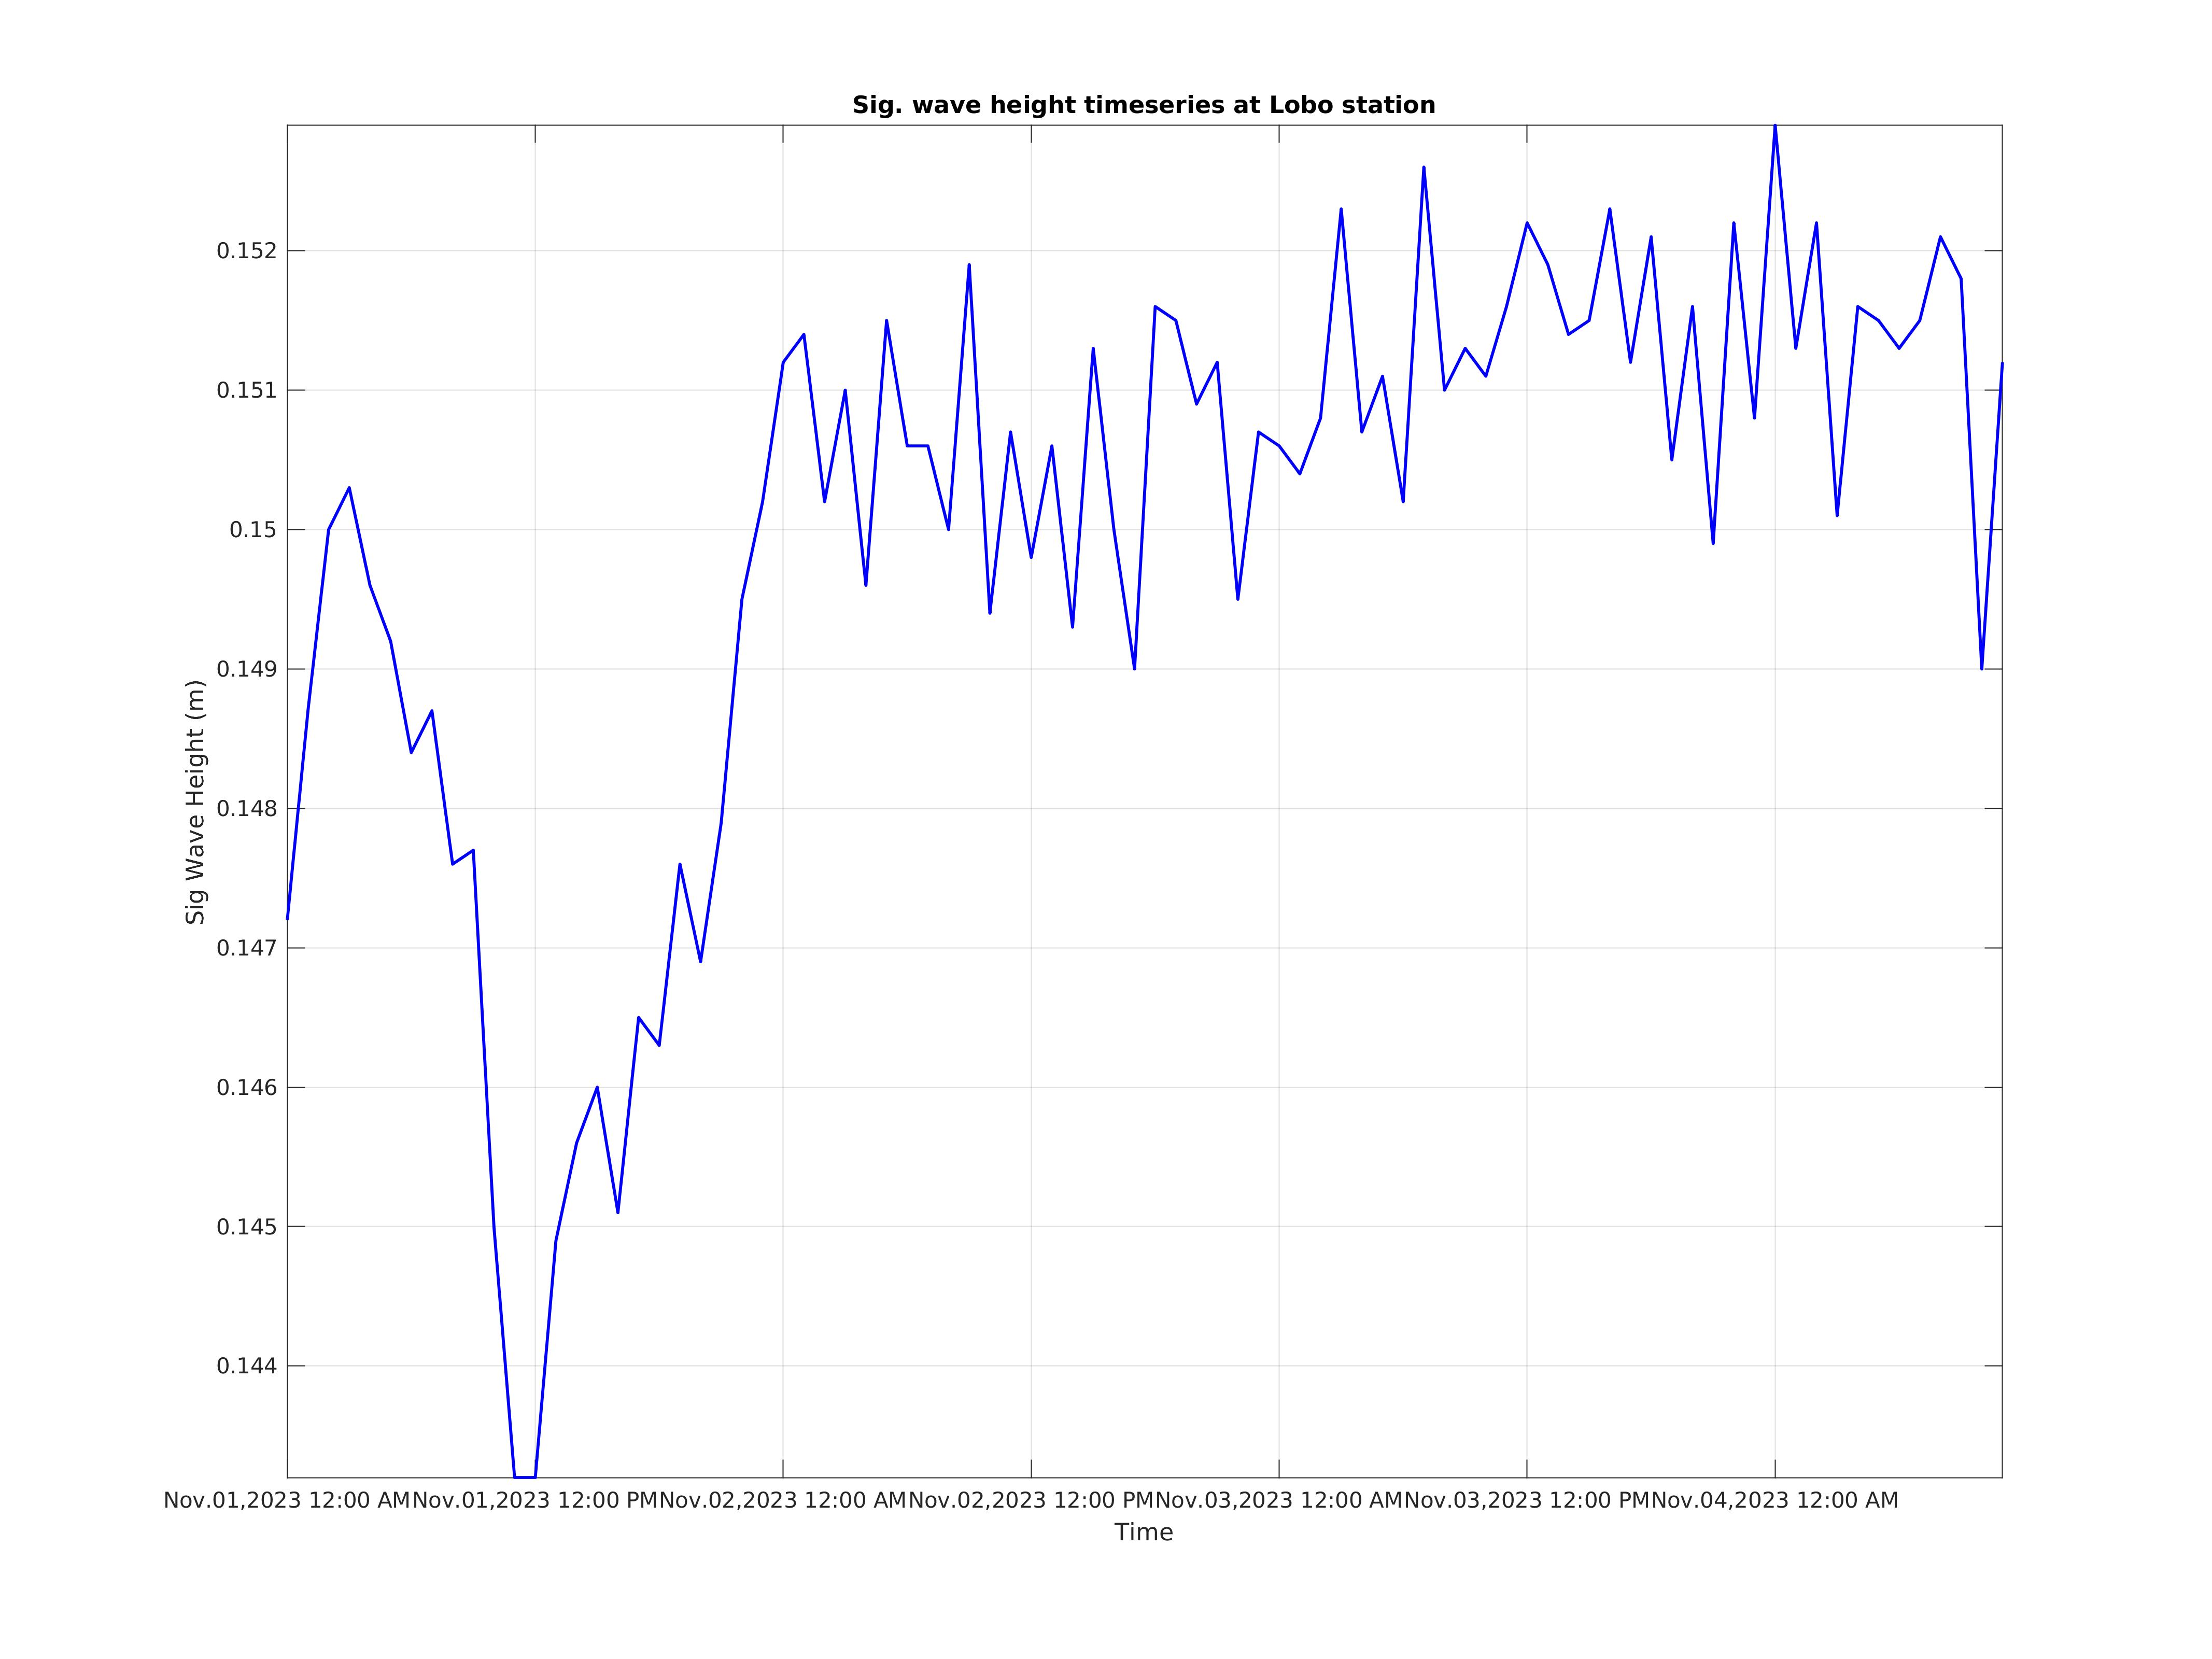 Sig. wave height timeseries at Lobo station
0.152
0.151
0.15
0.149
0.148
0.147
0.146
0.145
0.144
Sig Wave Height (m)
Nov.01,2023 12:00 AM Nov.01,2023 12:00 PM Nov.02,2023 12:00 AM Nov.02,2023 12:00 PM Nov.03,2023 12:00 AM Nov.03,2023 12:00 PM Nov.04,2023 12:00 AM
Time